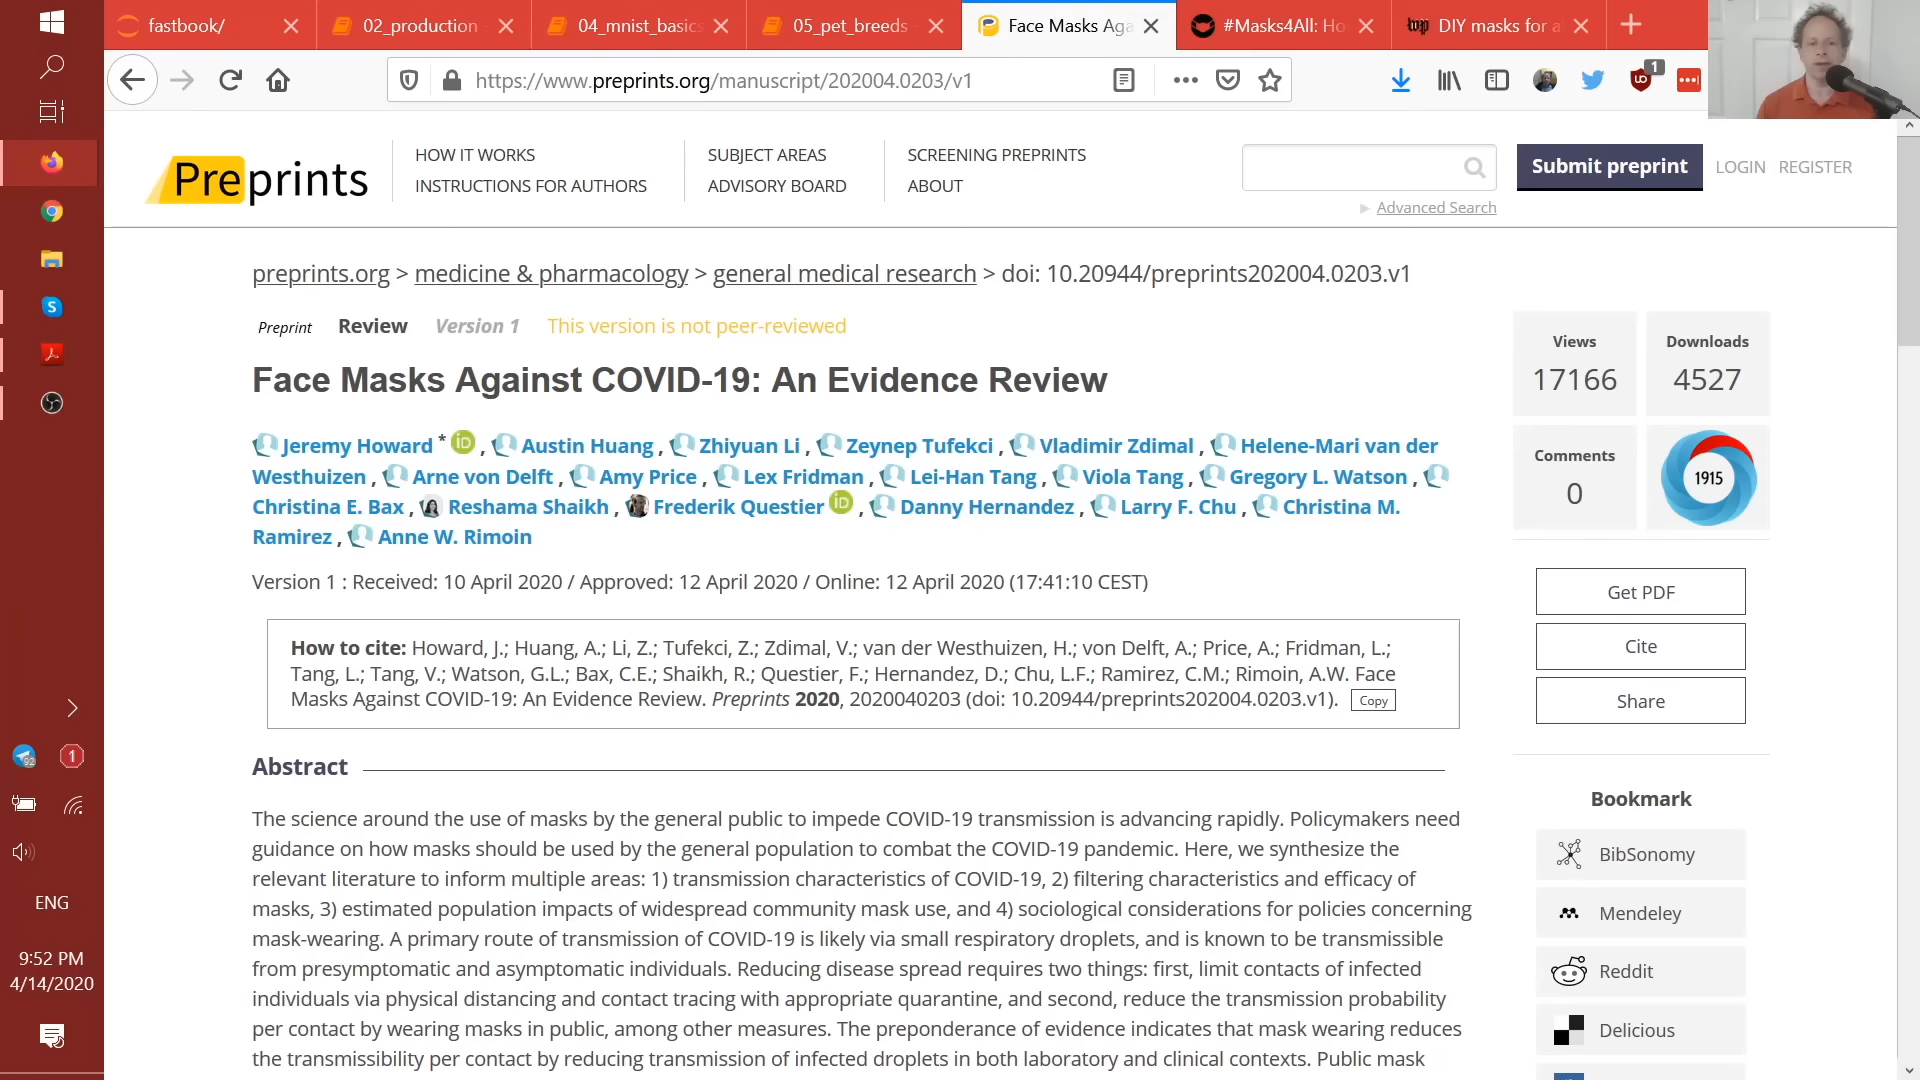 fastbook/
02_production
04_mnist_basics
05_pet_breeds
Face Masks Aga
#Masks4All: Ho
DIY masks for a
https://www.preprints.org/manuscript/202004.0203/v1
1
Preprints
HOW IT WORKS
INSTRUCTIONS FOR AUTHORS
SUBJECT AREAS
ADVISORY BOARD
SCREENING PREPRINTS
ABOUT
Submit preprint
LOGIN REGISTER
Advanced Search
preprints.org > medicine & pharmacology > general medical research > doi: 10.20944/preprints202004.0203.v1
Preprint Review Version 1 This version is not peer-reviewed
Face Masks Against COVID-19: An Evidence Review
Jeremy Howard * iD , Austin Huang , Zhiyuan Li , Zeynep Tufekci , Vladimir Zdimal , Helene-Mari van der
Westhuizen , Arne von Delft , Amy Price , Lex Fridman , Lei-Han Tang , Viola Tang , Gregory L. Watson ,
Christina E. Bax , Reshama Shaikh , Frederik Questier iD , Danny Hernandez , Larry F. Chu , Christina M.
Ramirez , Anne W. Rimoin
Version 1 : Received: 10 April 2020 / Approved: 12 April 2020 / Online: 12 April 2020 (17:41:10 CEST)
How to cite: Howard, J.; Huang, A.; Li, Z.; Tufekci, Z.; Zdimal, V.; van der Westhuizen, H.; von Delft, A.; Price, A.; Fridman, L.;
Tang, L.; Tang, V.; Watson, G.L.; Bax, C.E.; Shaikh, R.; Questier, F.; Hernandez, D.; Chu, L.F.; Ramirez, C.M.; Rimoin, A.W. Face
Masks Against COVID-19: An Evidence Review. Preprints 2020, 2020040203 (doi: 10.20944/preprints202004.0203.v1). Copy
Abstract
The science around the use of masks by the general public to impede COVID-19 transmission is advancing rapidly. Policymakers need
guidance on how masks should be used by the general population to combat the COVID-19 pandemic. Here, we synthesize the
relevant literature to inform multiple areas: 1) transmission characteristics of COVID-19, 2) filtering characteristics and efficacy of
masks, 3) estimated population impacts of widespread community mask use, and 4) sociological considerations for policies concerning
mask-wearing. A primary route of transmission of COVID-19 is likely via small respiratory droplets, and is known to be transmissible
from presymptomatic and asymptomatic individuals. Reducing disease spread requires two things: first, limit contacts of infected
individuals via physical distancing and contact tracing with appropriate quarantine, and second, reduce the transmission probability
per contact by wearing masks in public, among other measures. The preponderance of evidence indicates that mask wearing reduces
the transmissibility per contact by reducing transmission of infected droplets in both laboratory and clinical contexts. Public mask
Views
17166
Downloads
4527
Comments
0
1915
Get PDF
Cite
Share
Bookmark
BibSonomy
Mendeley
Reddit
Delicious
92
1
ENG
9:52 PM
4/14/2020